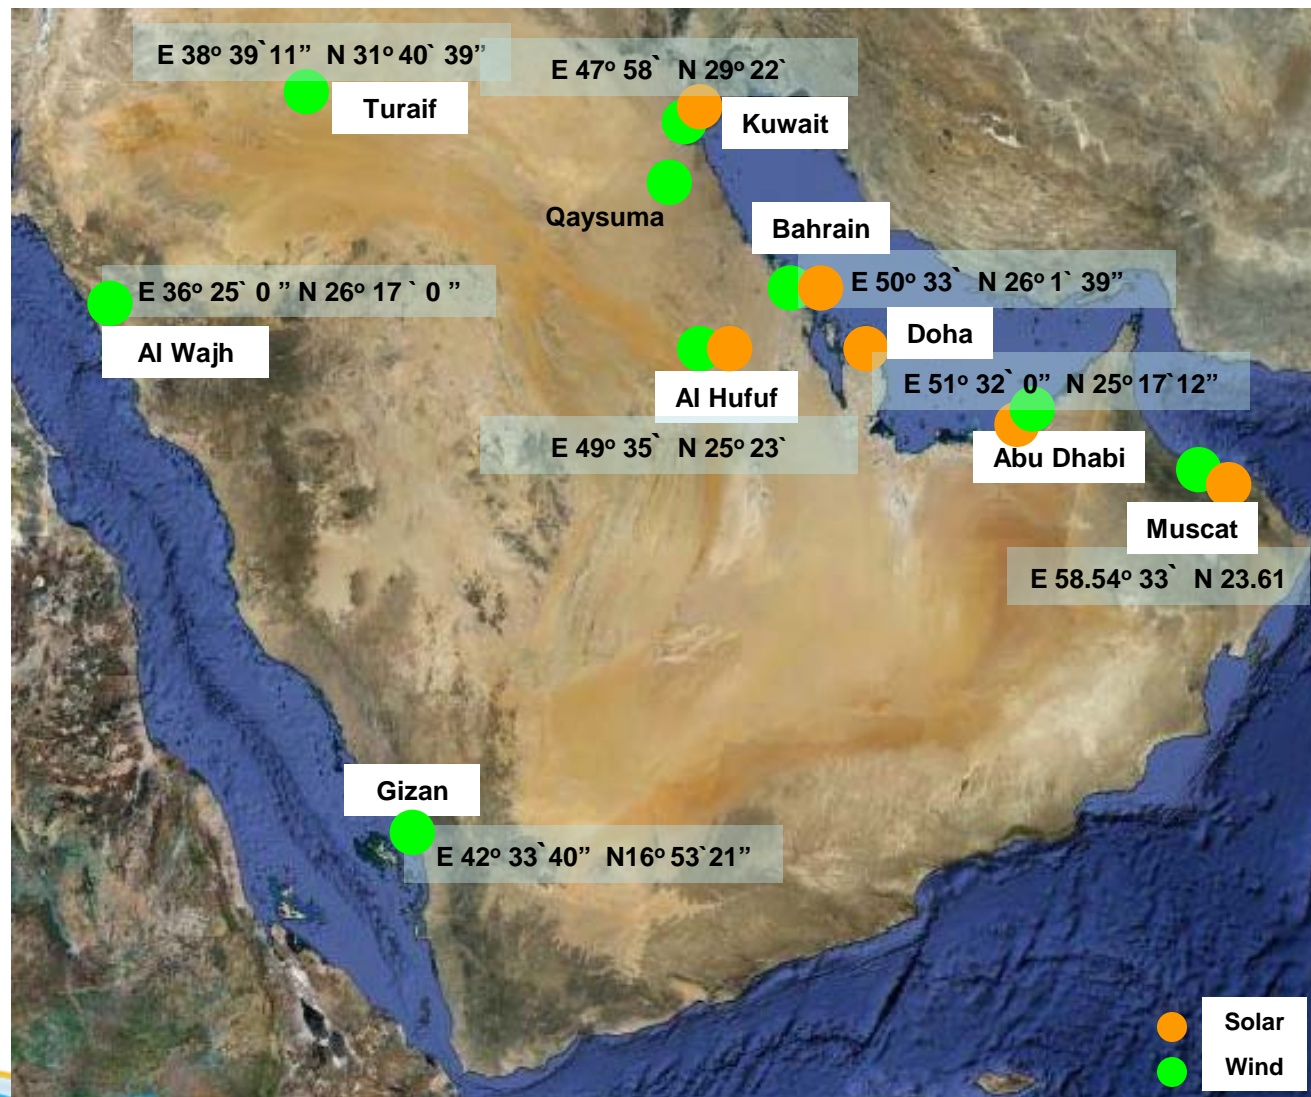 E 38º 39`11” N 31º 40` 39”
E 47º 58` N 29º 22`
Turaif
Kuwait
Qaysuma
Bahrain
E 50º 33` N 26º 1` 39”
E 36º 25` 0 ” N 26º 17 ` 0 ”
Al Wajh
Doha
E 51º 32` 0” N 25º 17`12”
Al Hufuf
E 49º 35` N 25º 23`
Abu Dhabi
Muscat
E 58.54º 33` N 23.61
Gizan
E 42º 33`40” N16º 53`21”
Solar
Wind